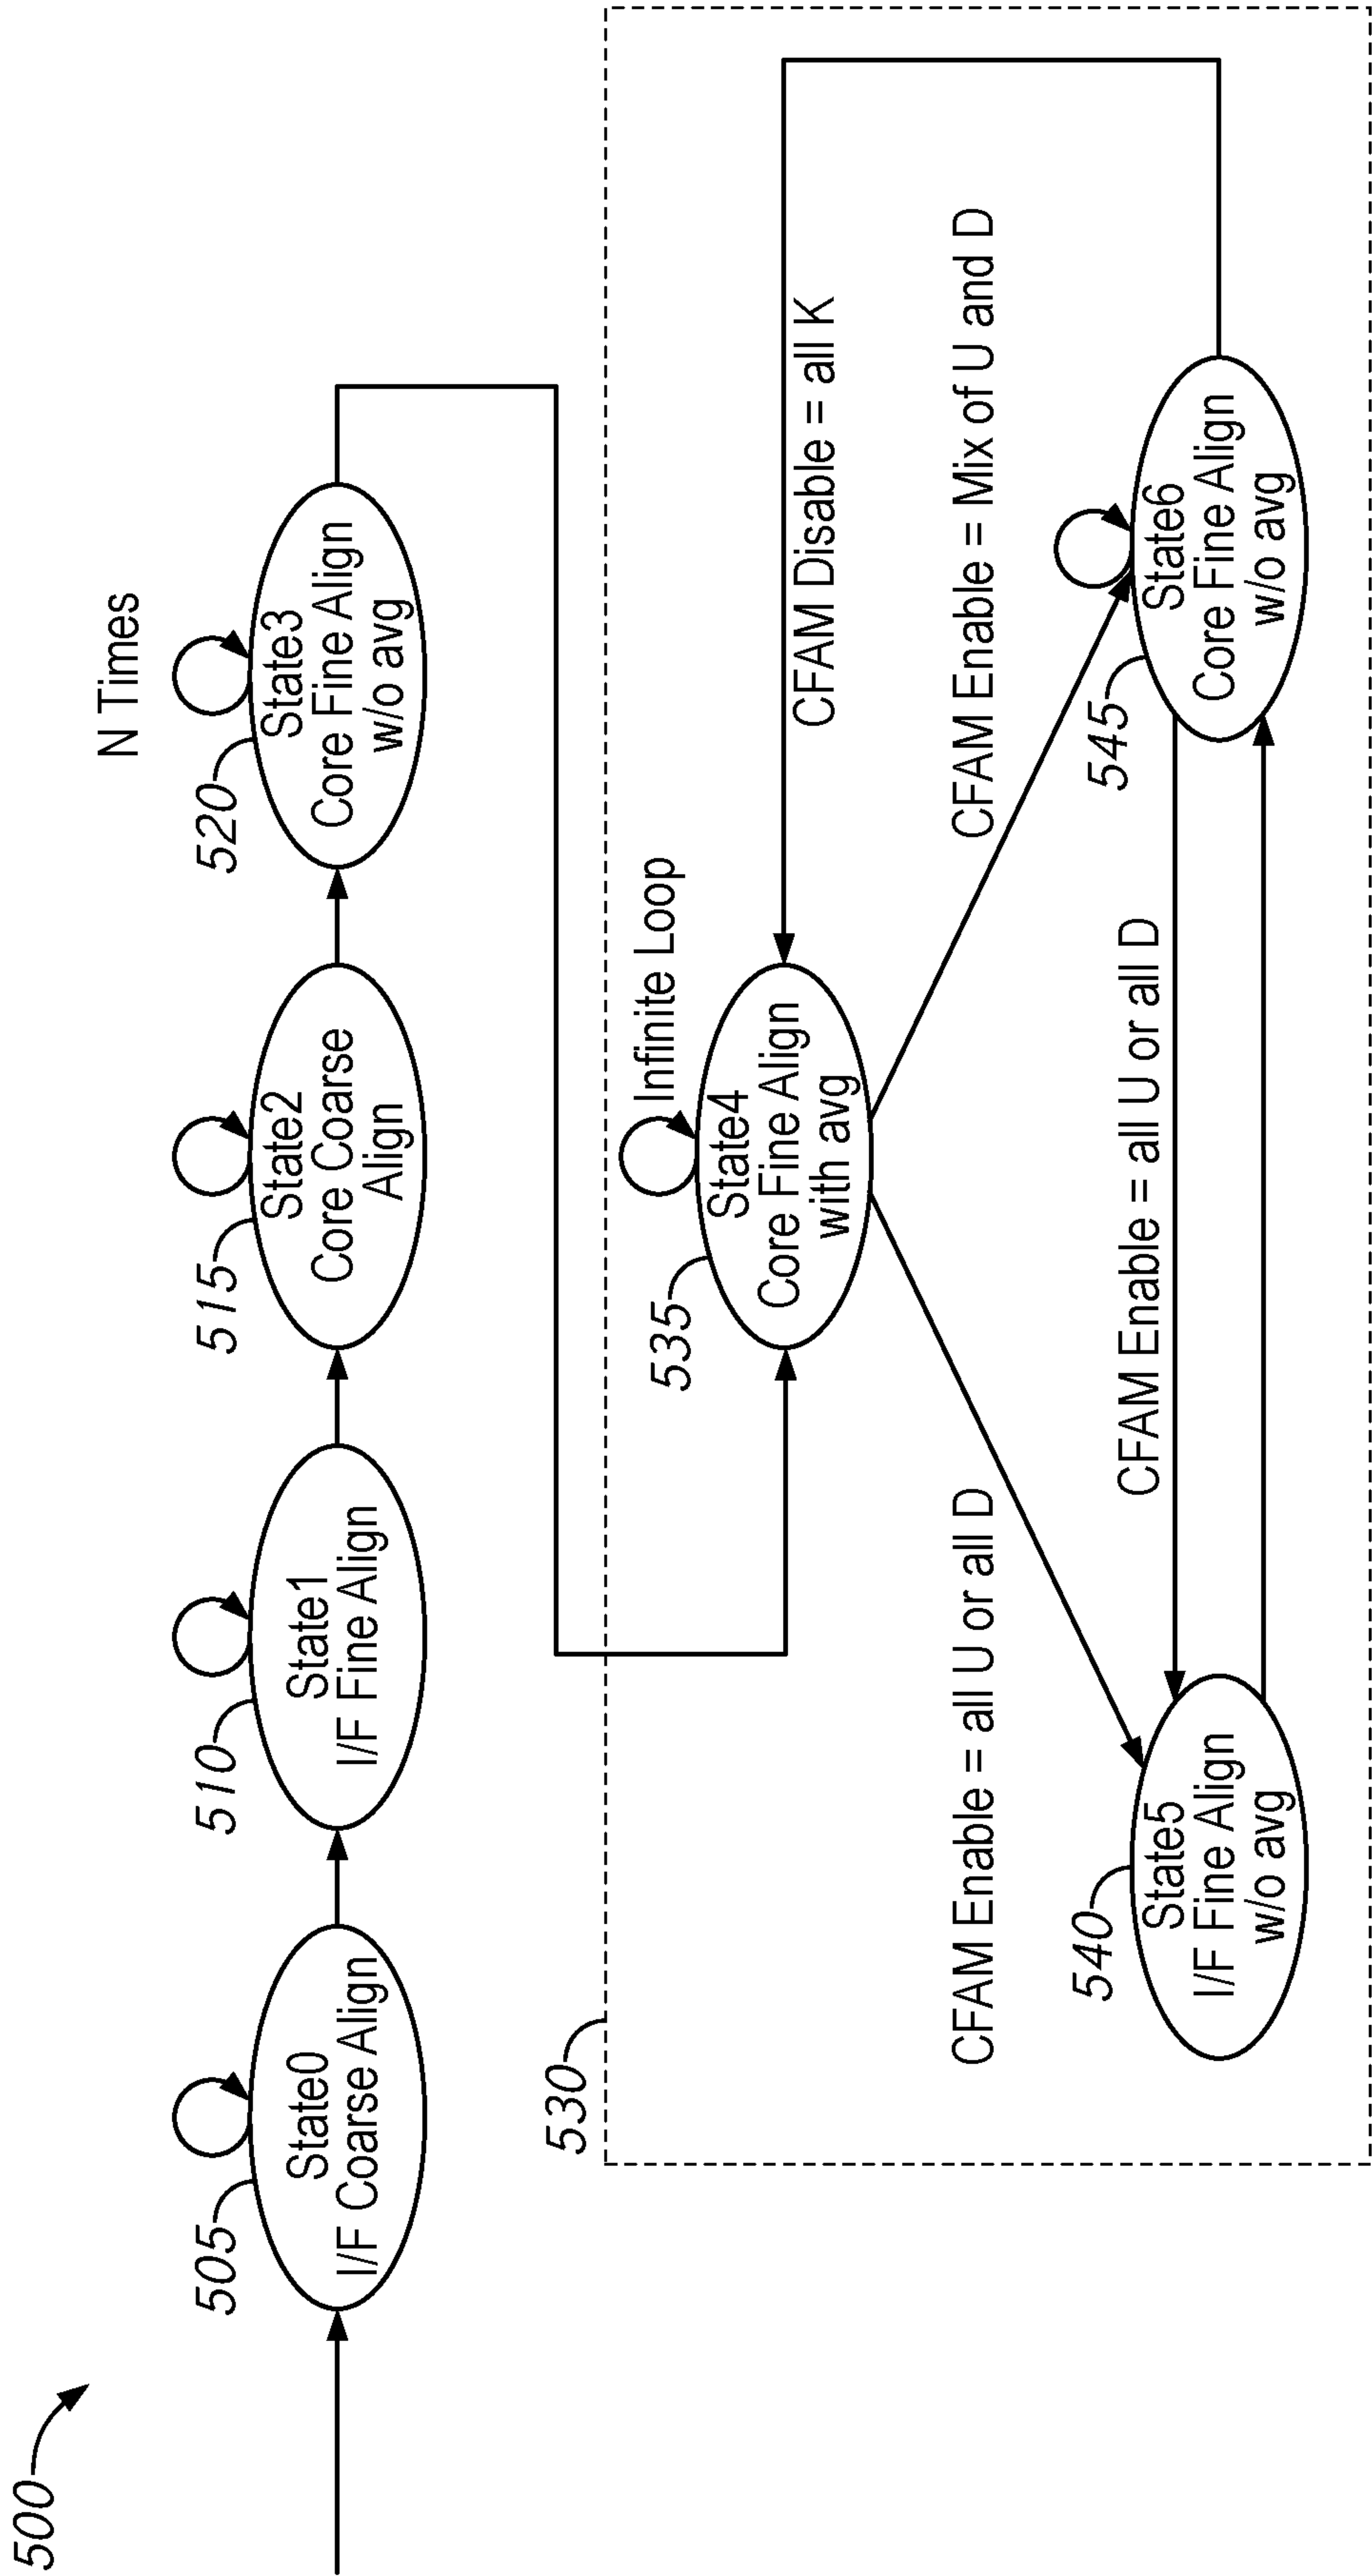 500
N Times
505
510
515
520
State0
I/F Coarse Align
State1
I/F Fine Align
State2
Core Coarse
Align
State3
Core Fine Align
w/o avg
530
Infinite Loop
535
State4
Core Fine Align
with avg
CFAM Disable = all K
CFAM Enable = all U or all D
CFAM Enable = Mix of U and D
540
State5
I/F Fine Align
w/o avg
CFAM Enable = all U or all D
545
State6
Core Fine Align
w/o avg